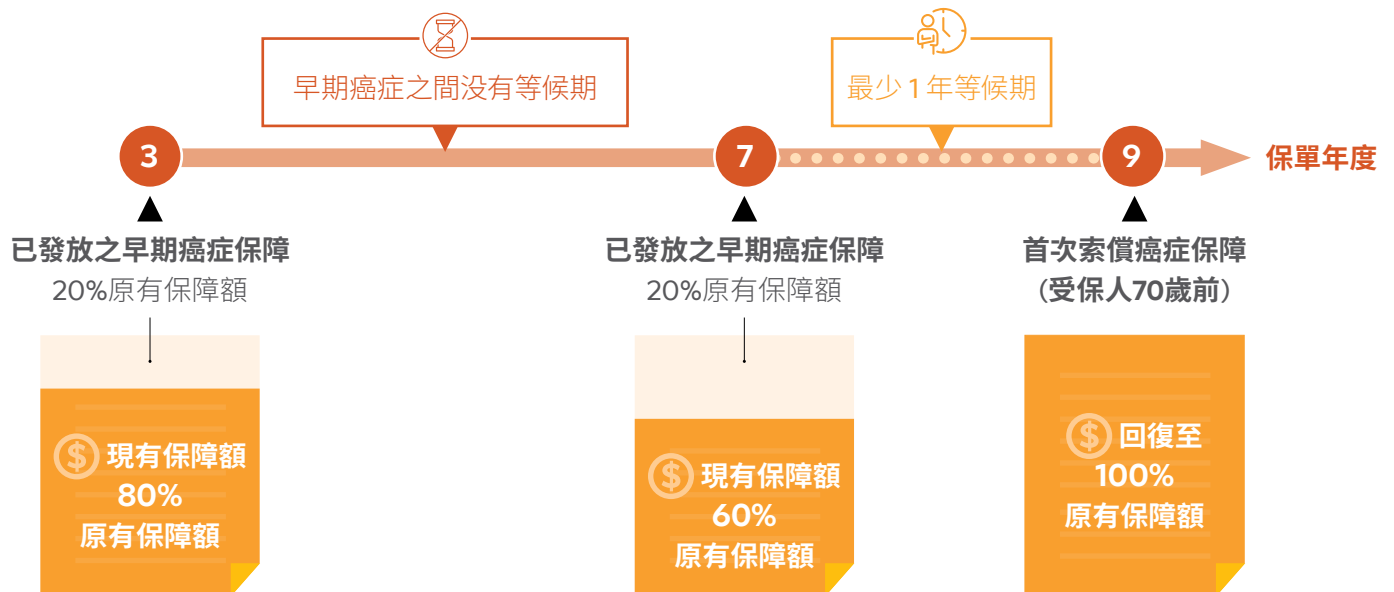 早期癌症之間没有等候期
最少 1 年等候期
3
7
9
保單年度
已發放之早期癌症保障
20%原有保障額
已發放之早期癌症保障
20%原有保障額
首次索償癌症保障
(受保人70歲前)
$ 現有保障額
80%
原有保障額
$ 現有保障額
60%
原有保障額
$ 回復至
100%
原有保障額